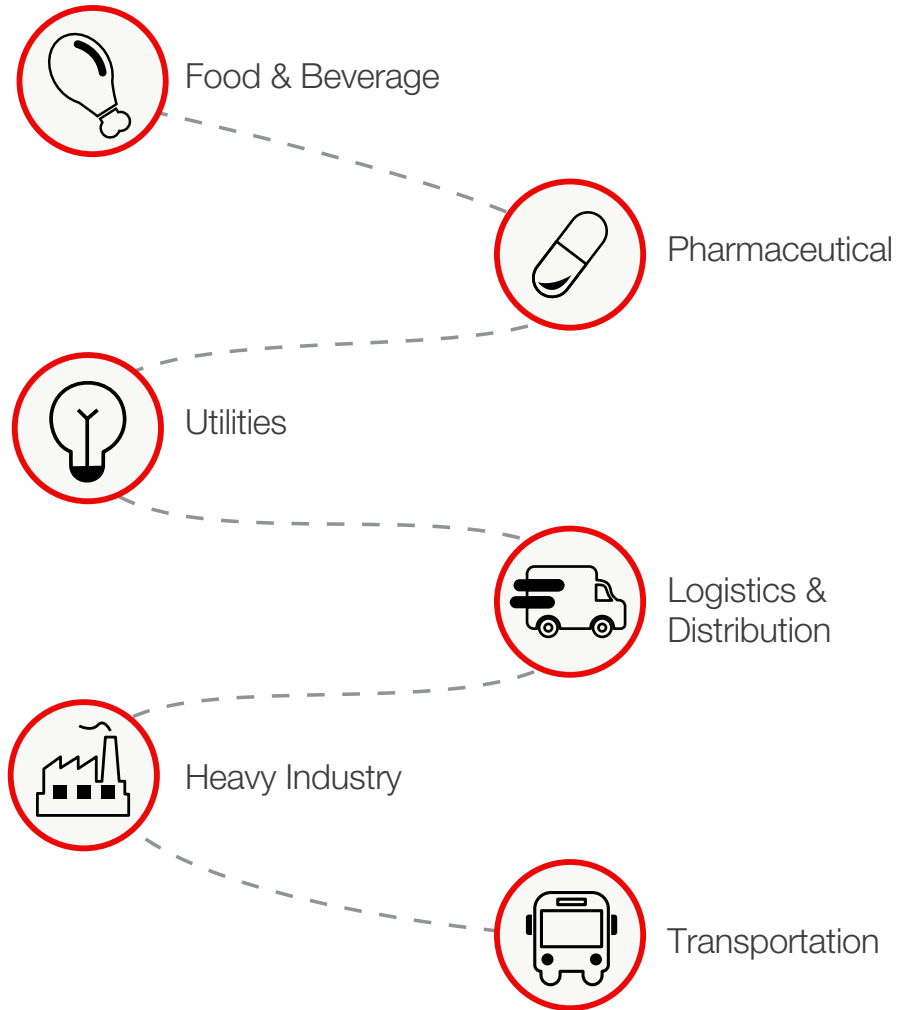 Food & Beverage
Pharmaceutical
Utilities
Logistics &
Distribution
Heavy Industry
Transportation